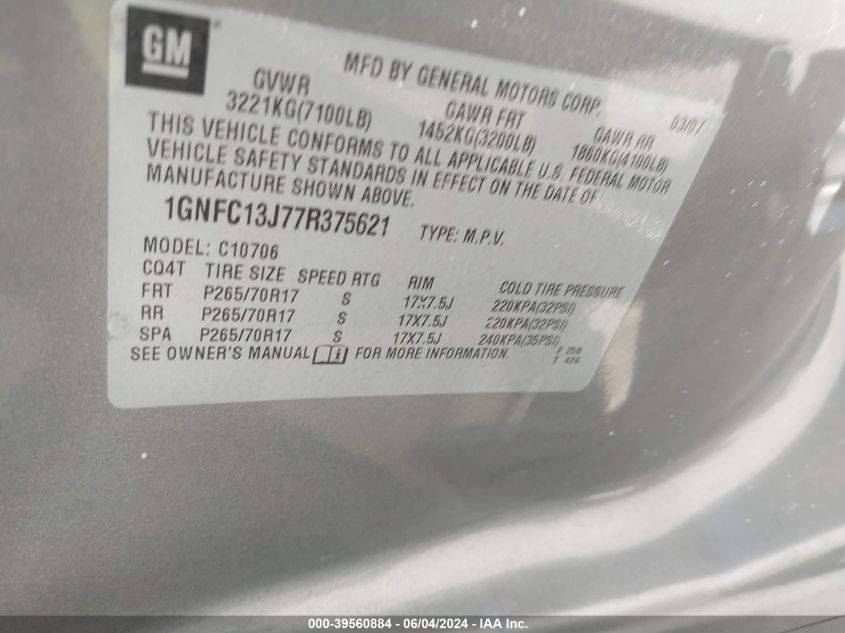 GM
MFD BY GENERAL MOTORS CORP.
03/07
GVWR GAWR FRT GAWR RR
3221KG(7100LB) 1452KG(3200LB) 1860KG(4100LB)
THIS VEHICLE CONFORMS TO ALL APPLICABLE U.S. FEDERAL MOTOR
VEHICLE SAFETY STANDARDS IN EFFECT ON THE DATE OF
MANUFACTURE SHOWN ABOVE.
1GNFC13J77R375621 TYPE: M.P.V.
MODEL: C10706
CQ4T TIRE SIZE SPEED RTG RIM COLD TIRE PRESSURE
FRT P265/70R17 S 17X7.5J 220KPA(32PSI)
RR P265/70R17 S 17X7.5J 220KPA(32PSI)
SPA P265/70R17 S 17X7.5J 240KPA(35PSI)
SEE OWNER'S MANUAL i FOR MORE INFORMATION.
000-39560884 - 06/04/2024 - IAA Inc.